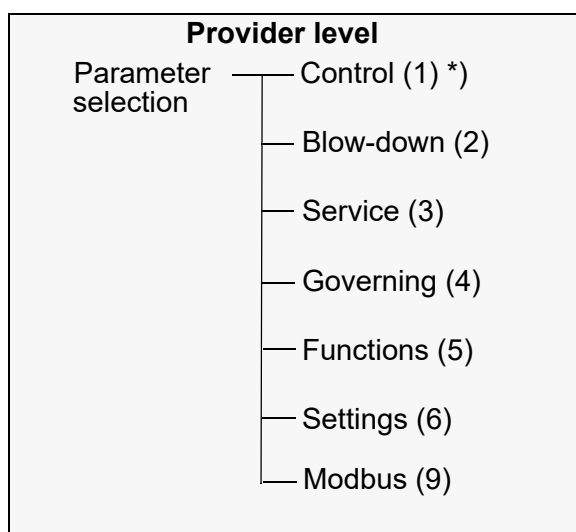 Provider level
Parameter selection
Control (1) *)
Blow-down (2)
Service (3)
Governing (4)
Functions (5)
Settings (6)
Modbus (9)